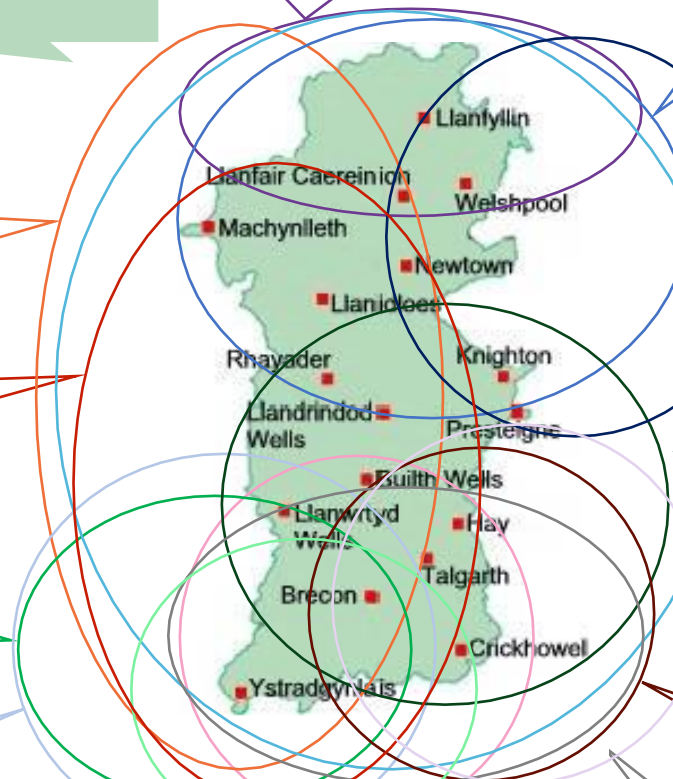 Llanfyllin
Llanfair Caereinion
Welshpool
Machynlleth
Newtown
Llanidloes
Rhayader
Knighton
Llandrindod
Wells
Presteigne
Builth Wells
Llanwrtyd
Wells
Hay
Talgarth
Brecon
Crickhowel
Ystradgynlais